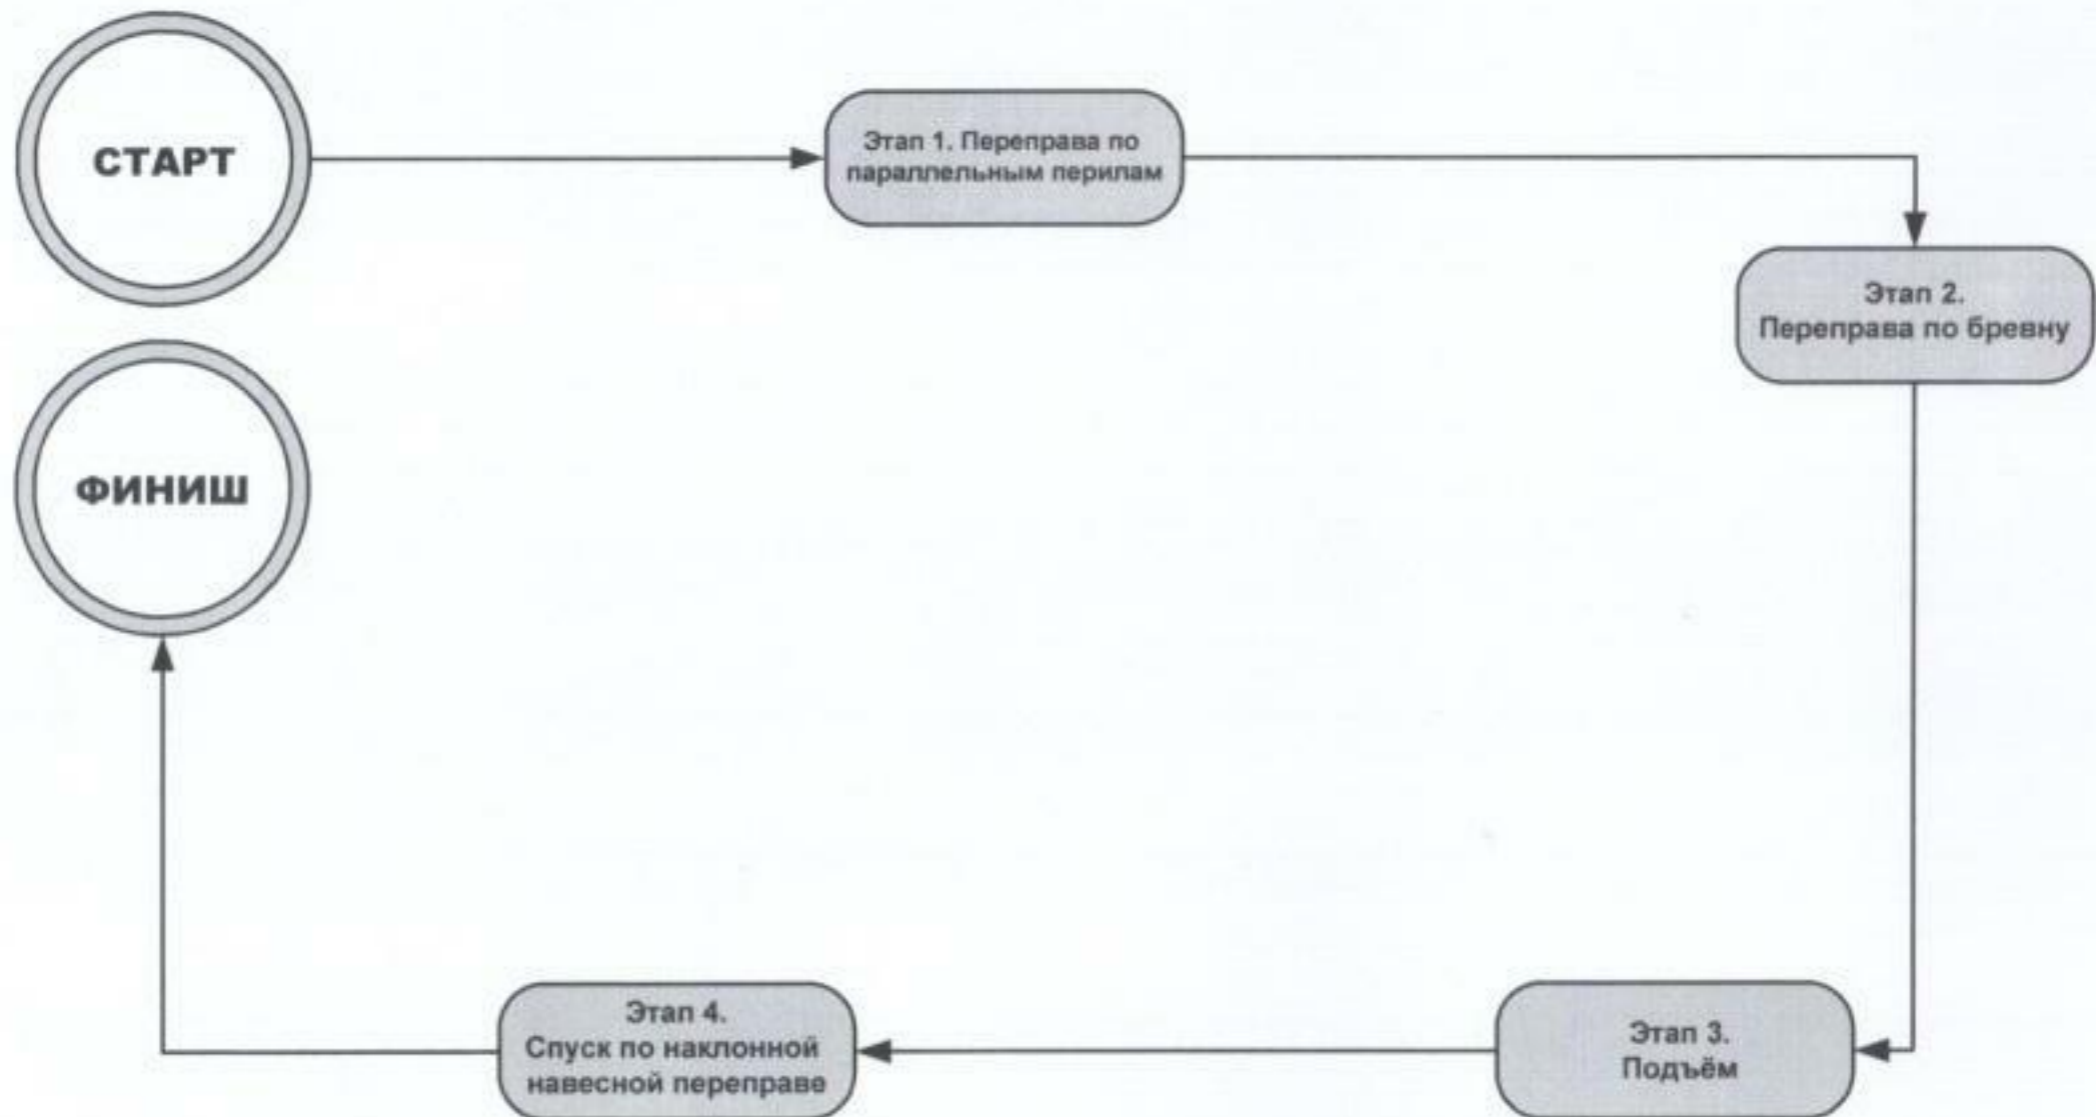 СТАРТ
Этап 1. Переправа по
параллельным перилам
Этап 2.
Переправа по бревну
ФИНИШ
Этап 4.
Спуск по наклонной
навесной переправе
Этап 3.
Подъём